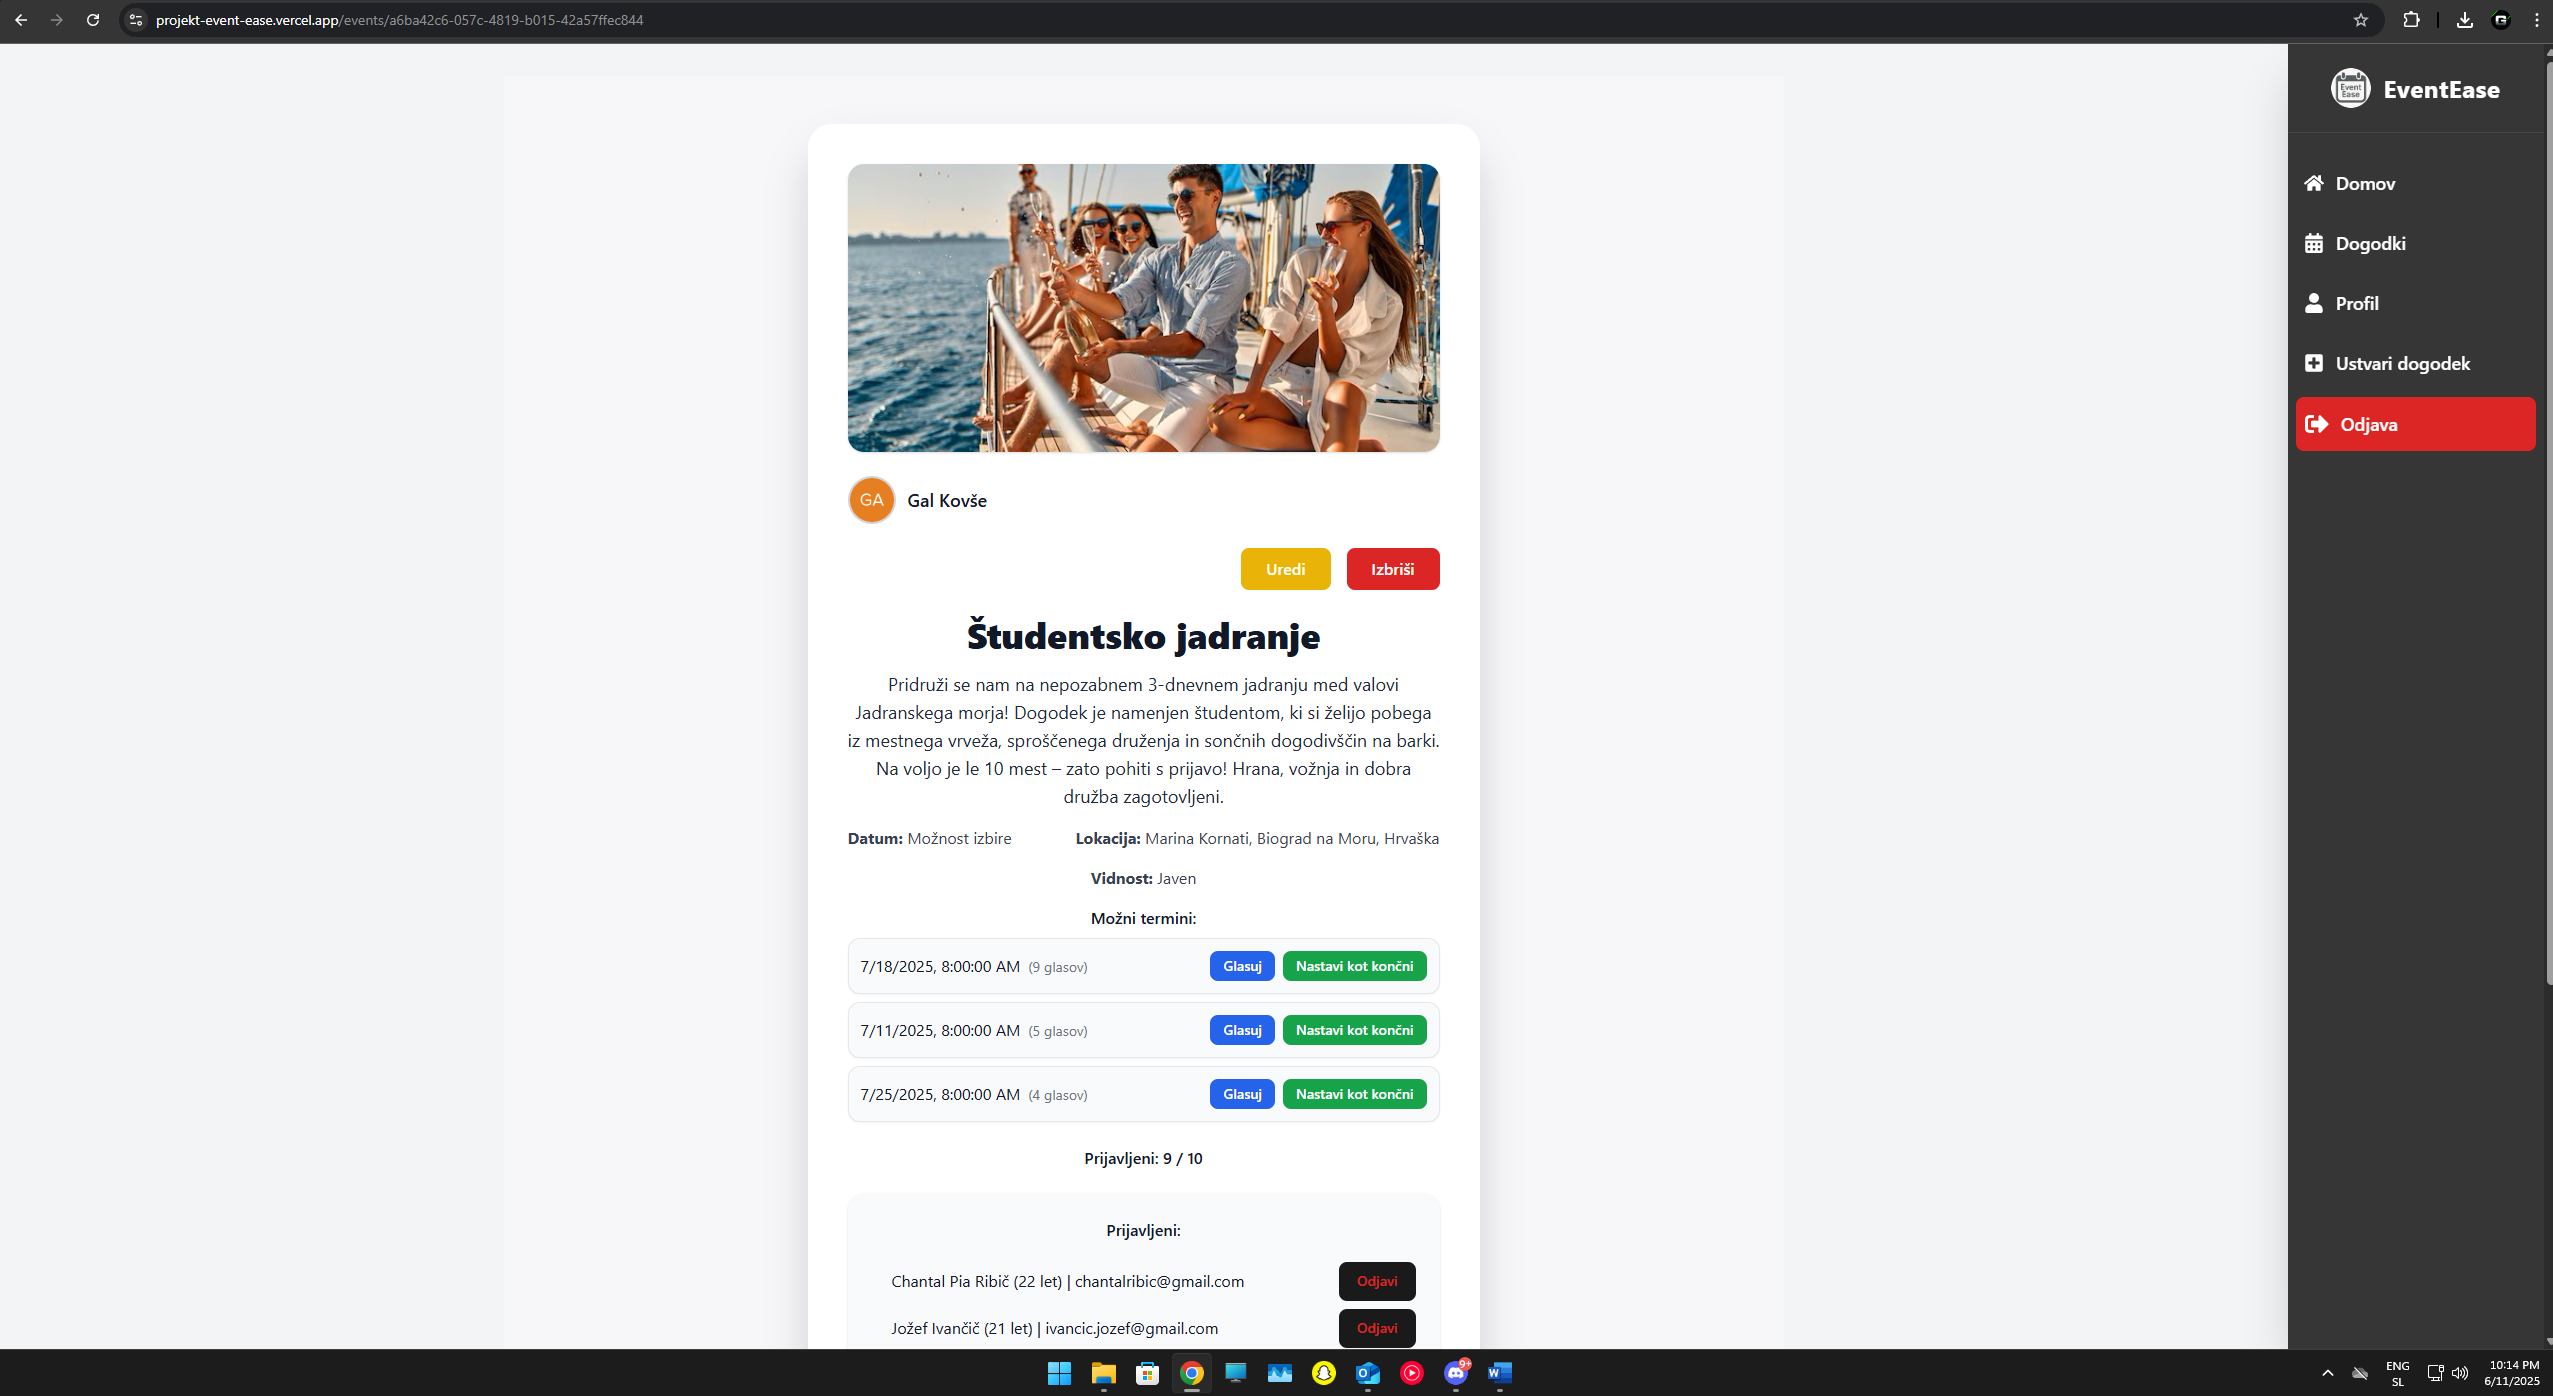 projekt-event-ease.vercel.app/events/a6ba42c6-057c-4819-b015-42a57ffec844
Event Ease
EventEase
Domov
Dogodki
Profil
Ustvari dogodek
Odjava
GA
Gal Kovše
Uredi
Izbriši
Študentsko jadranje
Pridruži se nam na nepozabnem 3-dnevnem jadranju med valovi
Jadranskega morja! Dogodek je namenjen študentom, ki si želijo pobega
iz mestnega vrveža, sproščenega druženja in sončnih dogodivščin na barki.
Na voljo je le 10 mest – zato pohiti s prijavo! Hrana, vožnja in dobra
družba zagotovljeni.
Datum: Možnost izbire
Lokacija: Marina Kornati, Biograd na Moru, Hrvaška
Vidnost: Javen
Možni termini:
7/18/2025, 8:00:00 AM (9 glasov) Glasuj Nastavi kot končni
7/11/2025, 8:00:00 AM (5 glasov) Glasuj Nastavi kot končni
7/25/2025, 8:00:00 AM (4 glasov) Glasuj Nastavi kot končni
Prijavljeni: 9 / 10
Prijavljeni:
Chantal Pia Ribič (22 let) | chantalribic@gmail.com Odjavi
Jožef Ivančič (21 let) | ivancic.jozef@gmail.com Odjavi
9+
ENG
SL
10:14 PM
6/11/2025